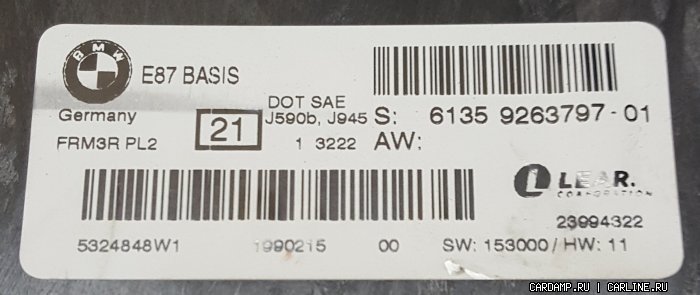 BMW
E87 BASIS
Germany
FRM3R PL2
21
DOT SAE
J590b, J945
1 3222
S: 6135 9263797-01
AW:
LEAR.
CORPORATION
23994322
5324848W1 1990215 00 SW: 153000 / HW: 11
CARDAMP.RU | CARLINE.RU